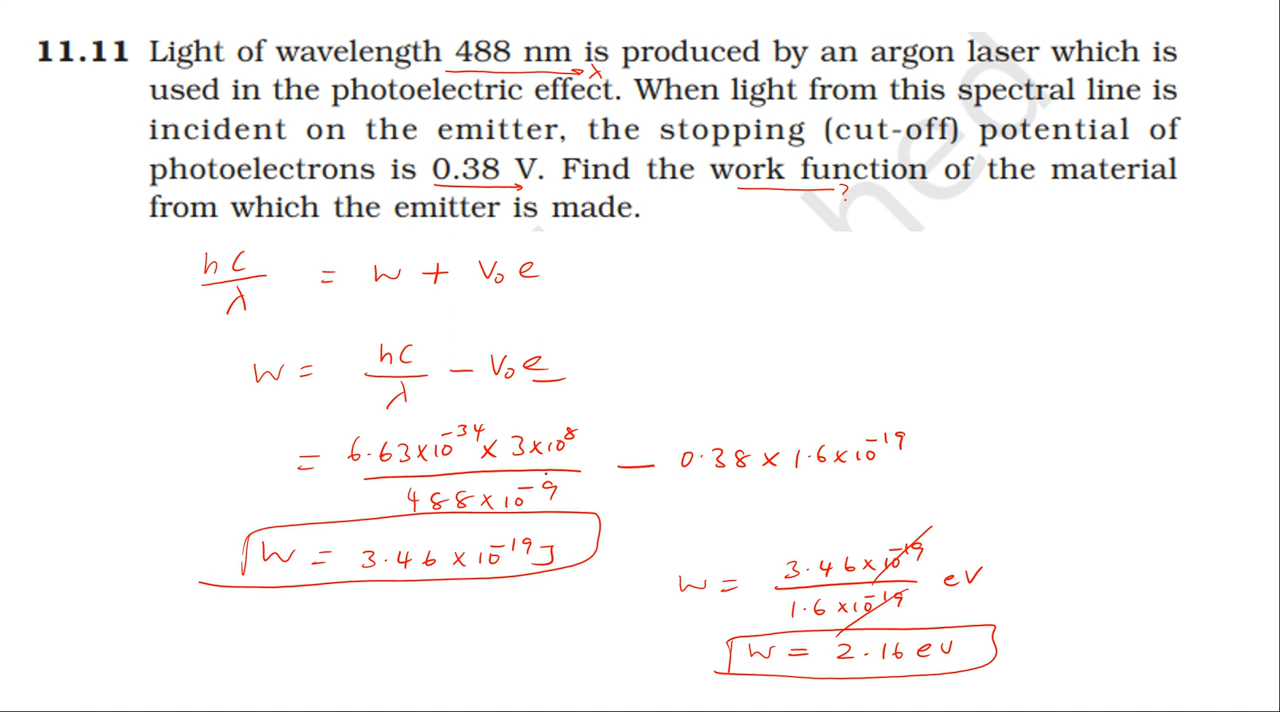 11.11 Light of wavelength 488 nm is produced by an argon laser which is
used in the photoelectric effect. When light from this spectral line is
incident on the emitter, the stopping (cut-off) potential of
photoelectrons is 0.38 V. Find the work function of the material
from which the emitter is made.
λ
?
hc/λ = W + V₀e
W = hc/λ - V₀e
= 6.63×10⁻³⁴ × 3×10⁸ / 488×10⁻⁹ - 0.38 × 1.6×10⁻¹⁹
W = 3.46 × 10⁻¹⁹ J
W = 3.46×10⁻¹⁹ / 1.6×10⁻¹⁹ eV
W = 2.16 eV